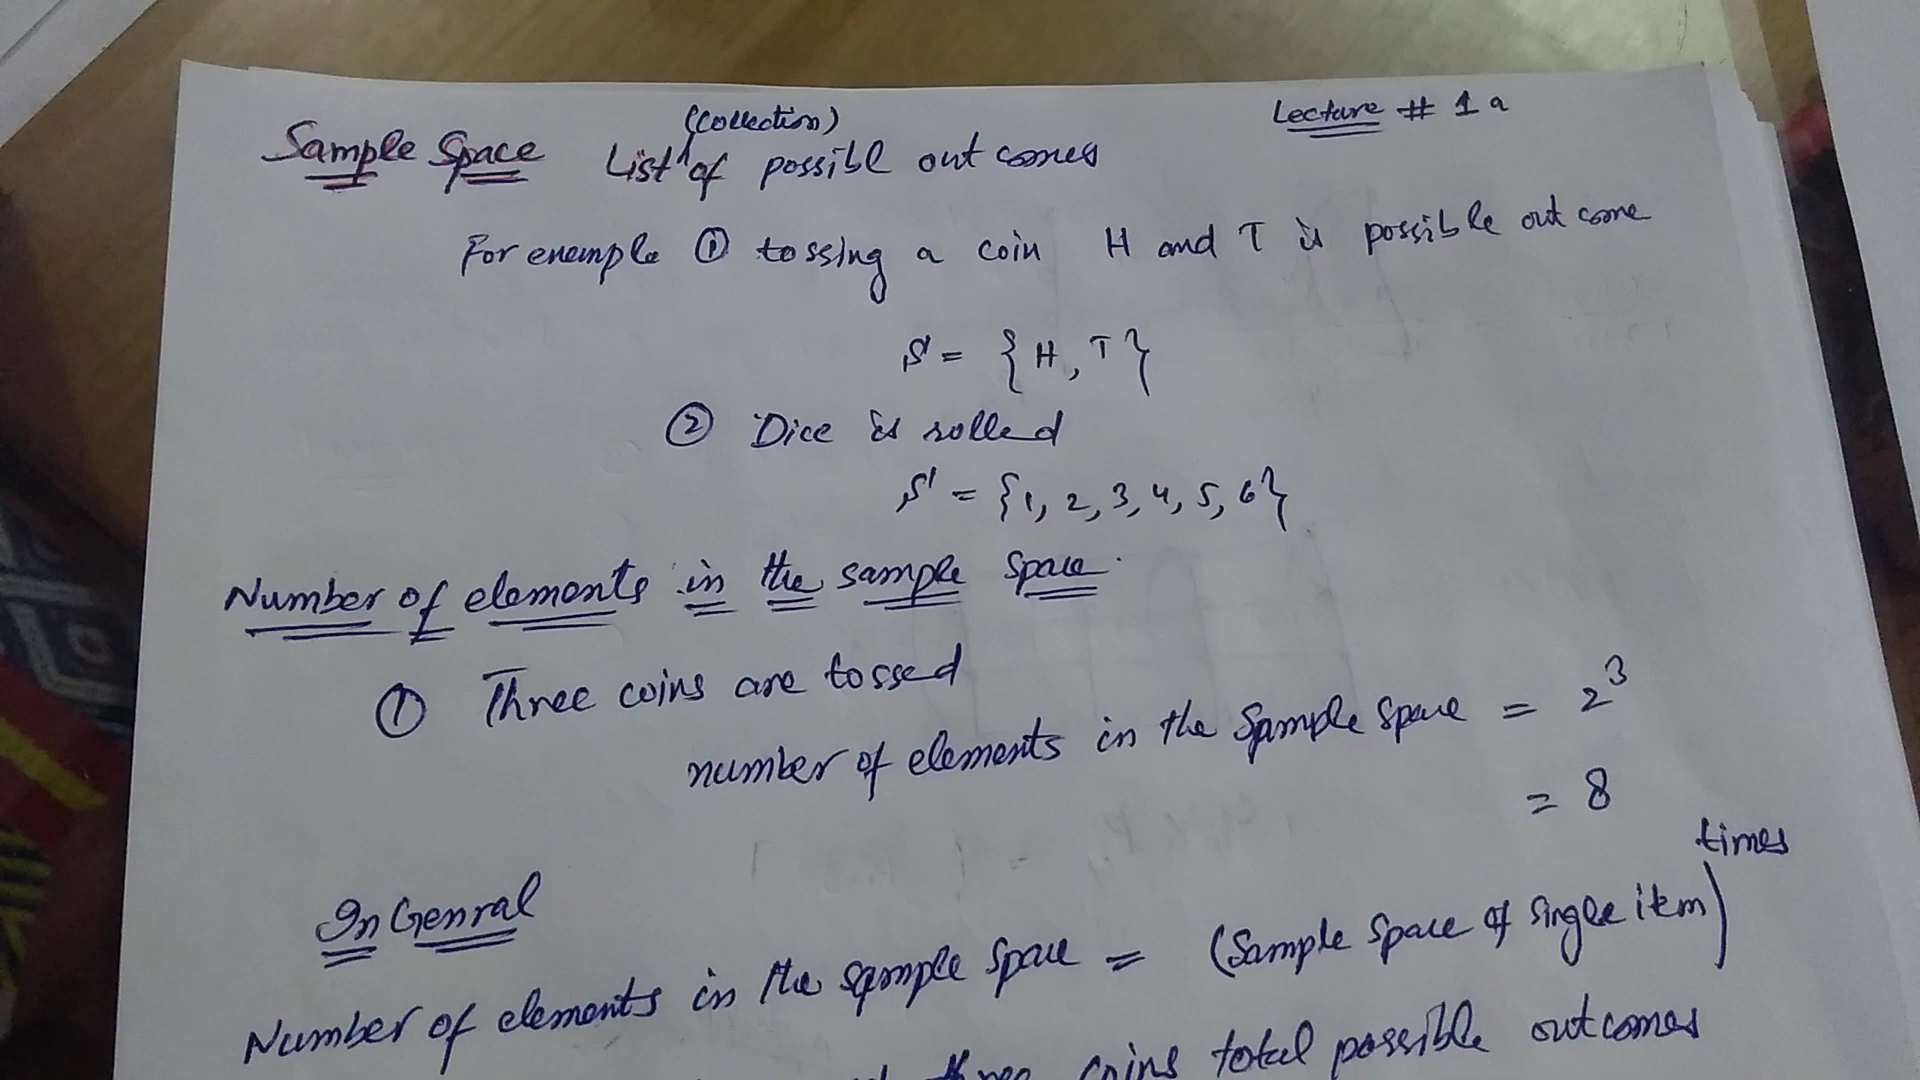 Lecture # 1 a
(Collection)
Sample Space List of possibl out comes
For example ① tossing a coin H and T is possible out come
S = {H, T}
② Dice is rolled
S = {1, 2, 3, 4, 5, 6}
Number of elements in the sample space.
① Three coins are tossed
number of elements in the sample space = 2³
= 8
In Genral
Number of elements in the sample space = (Sample space of single item)^times
three coins total possible outcomes